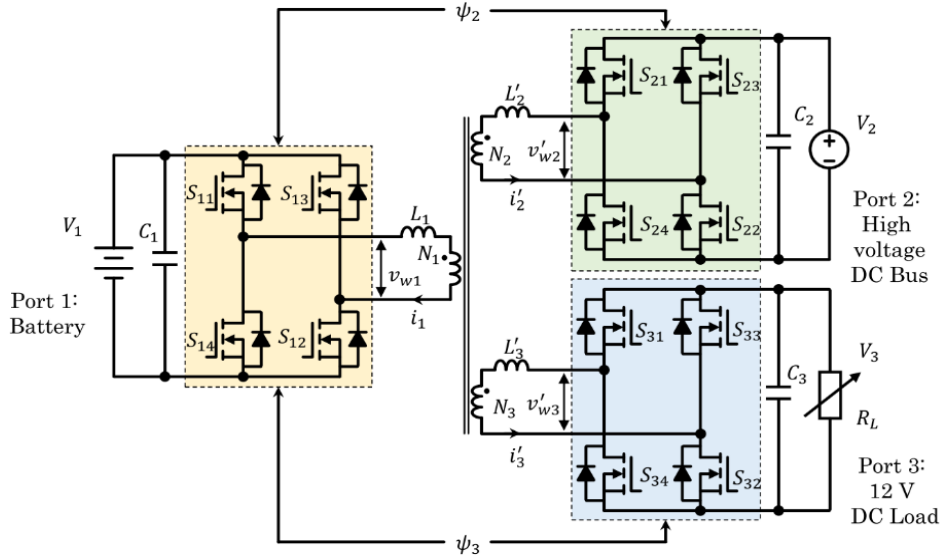 ψ₂
S₂₁
S₂₃
L′₂
C₂
V₂
N₂
v′w₂
i′₂
S₂₄
S₂₂
Port 2:
High
voltage
DC Bus
S₁₁
S₁₃
V₁
C₁
L₁
N₁
vw₁
i₁
Port 1:
Battery
S₁₄
S₁₂
S₃₁
S₃₃
L′₃
C₃
V₃
R_L
N₃
v′w₃
i′₃
S₃₄
S₃₂
Port 3:
12 V
DC Load
ψ₃